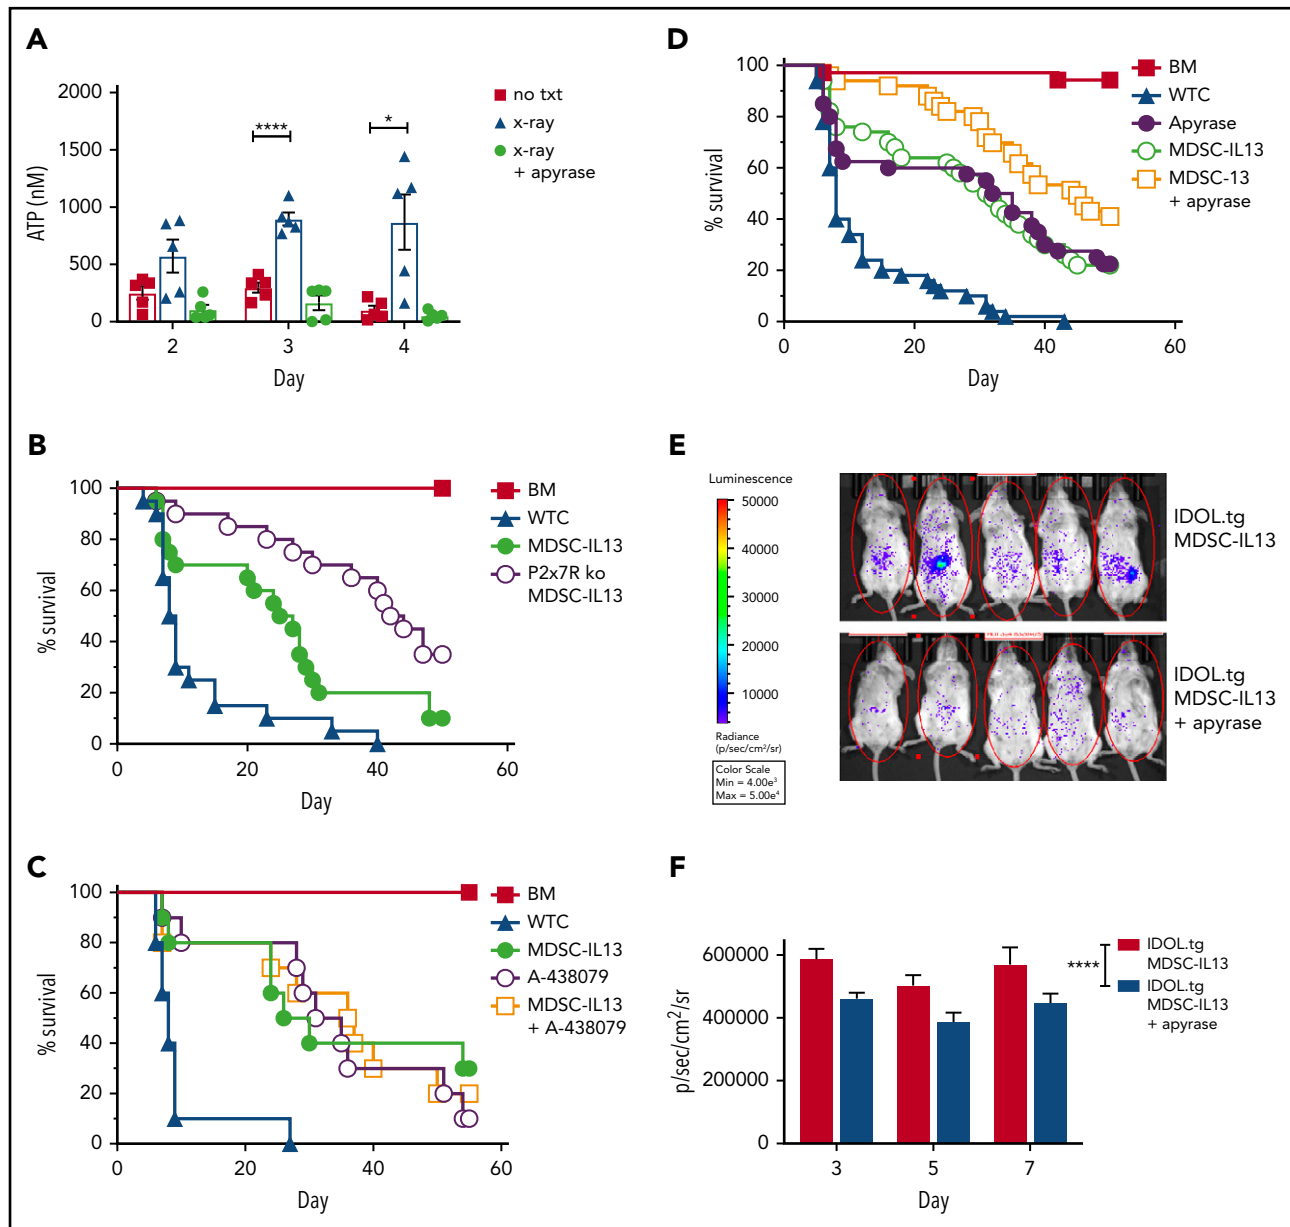 A
2000
1500
1000
500
0
ATP (nM)
2
3
4
Day
****
*
no txt
x-ray
x-ray
+ apyrase
B
100
80
60
40
20
0
% survival
0
20
40
60
Day
BM
WTC
MDSC-IL13
P2x7R ko
MDSC-IL13
C
100
80
60
40
20
0
% survival
0
20
40
60
Day
BM
WTC
MDSC-IL13
A-438079
MDSC-IL13
+ A-438079
D
100
80
60
40
20
0
% survival
0
20
40
60
Day
BM
WTC
Apyrase
MDSC-IL13
MDSC-13
+ apyrase
E
Luminescence
50000
40000
30000
20000
10000
Radiance
(p/sec/cm²/sr)
Color Scale
Min = 4.00e³
Max = 5.00e⁴
IDOL.tg
MDSC-IL13
IDOL.tg
MDSC-IL13
+ apyrase
F
600000
400000
200000
0
p/sec/cm²/sr
3
5
7
Day
****
IDOL.tg
MDSC-IL13
IDOL.tg
MDSC-IL13
+ apyrase